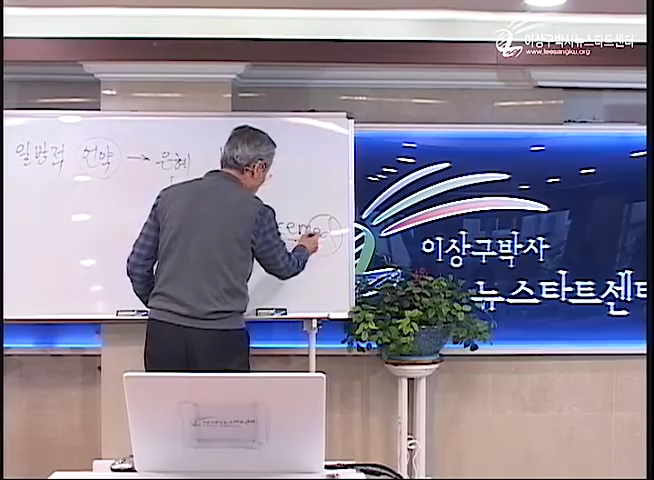 이상구박사뉴스타트센터
www.leesangku.org
일방적 언약 → 은혜
이상구박사
뉴스타트센터